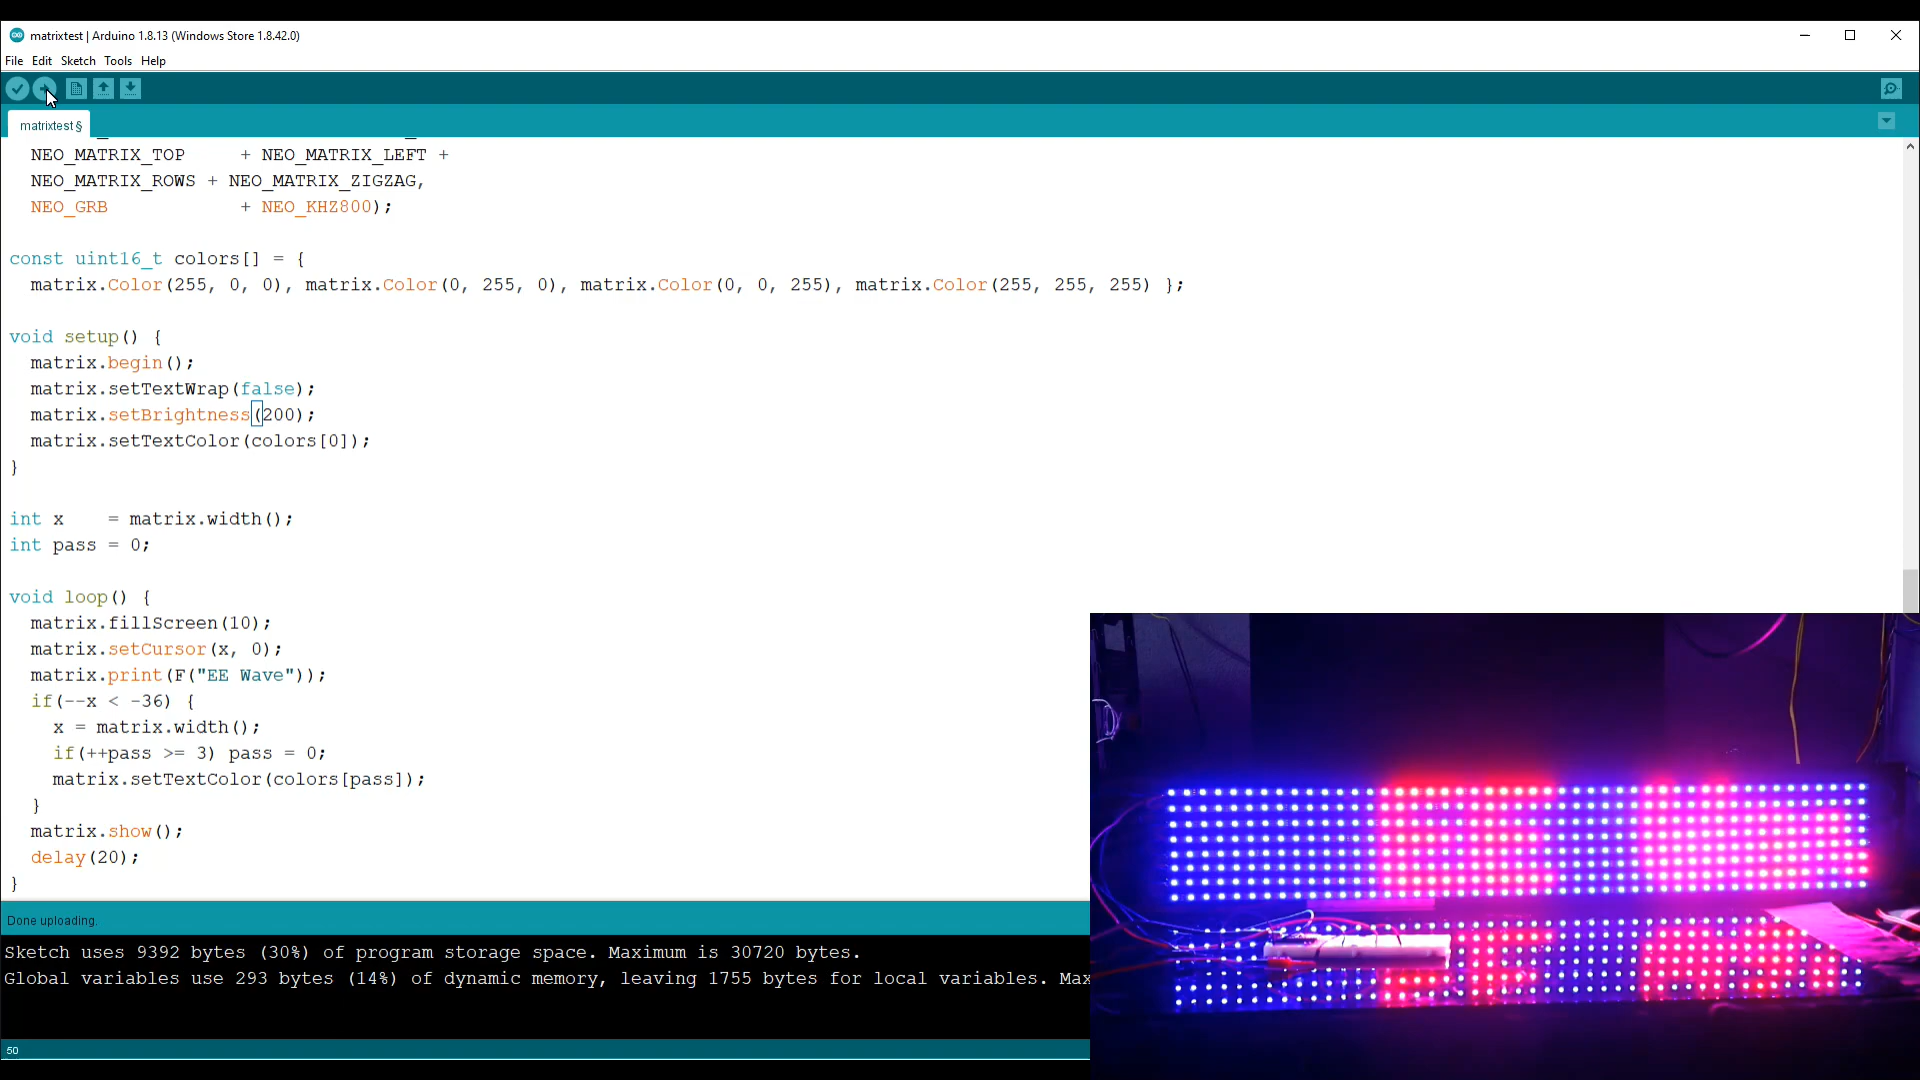 matrixtest | Arduino 1.8.13 (Windows Store 1.8.42.0)
File Edit Sketch Tools Help
matrixtest §
NEO_MATRIX_TOP     + NEO_MATRIX_LEFT +
NEO_MATRIX_ROWS + NEO_MATRIX_ZIGZAG,
NEO_GRB            + NEO_KHZ800);
const uint16_t colors[] = {
matrix.Color(255, 0, 0), matrix.Color(0, 255, 0), matrix.Color(0, 0, 255), matrix.Color(255, 255, 255) };
void setup() {
matrix.begin();
matrix.setTextWrap(false);
matrix.setBrightness(200);
matrix.setTextColor(colors[0]);
}
int x    = matrix.width();
int pass = 0;
void loop() {
matrix.fillScreen(10);
matrix.setCursor(x, 0);
matrix.print(F("EE Wave"));
if(--x < -36) {
x = matrix.width();
if(++pass >= 3) pass = 0;
matrix.setTextColor(colors[pass]);
}
matrix.show();
delay(20);
}
Done uploading.
Sketch uses 9392 bytes (30%) of program storage space. Maximum is 30720 bytes.
Global variables use 293 bytes (14%) of dynamic memory, leaving 1755 bytes for local variables. Max
50